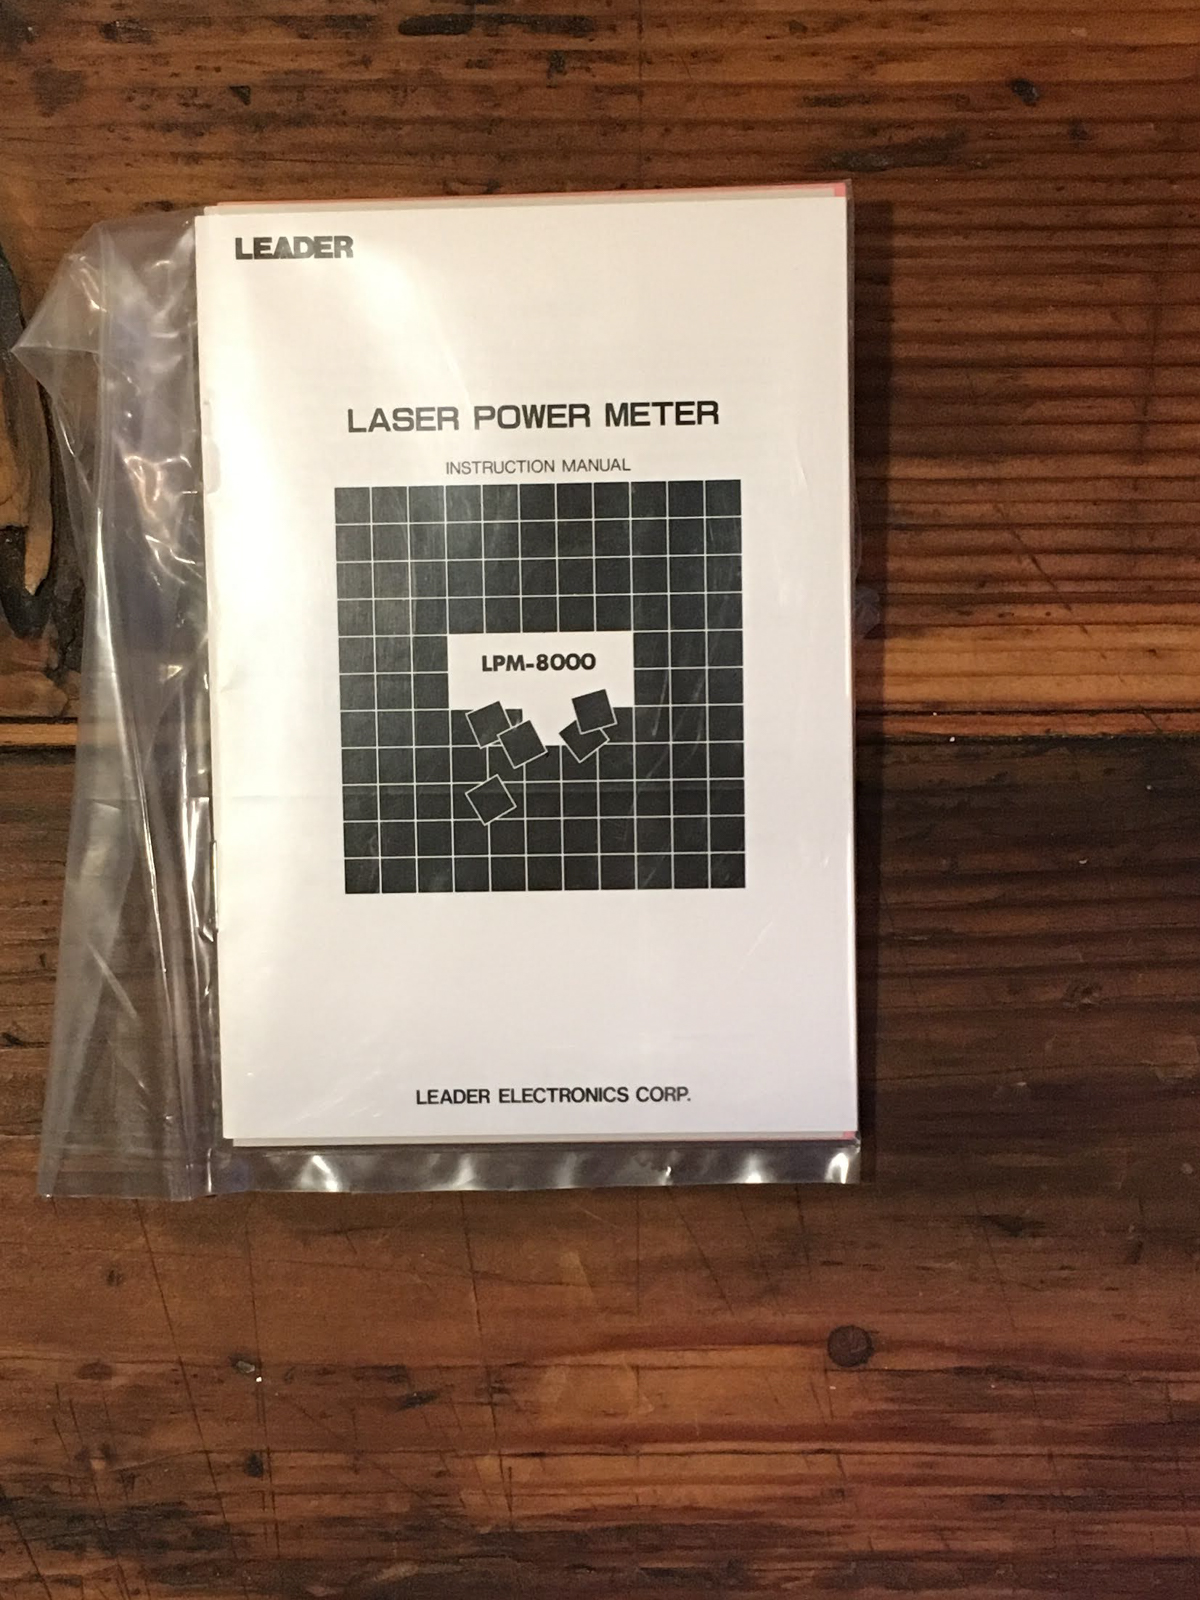 LEADER
LASER POWER METER
INSTRUCTION MANUAL
LPM-8000
LEADER ELECTRONICS CORP.